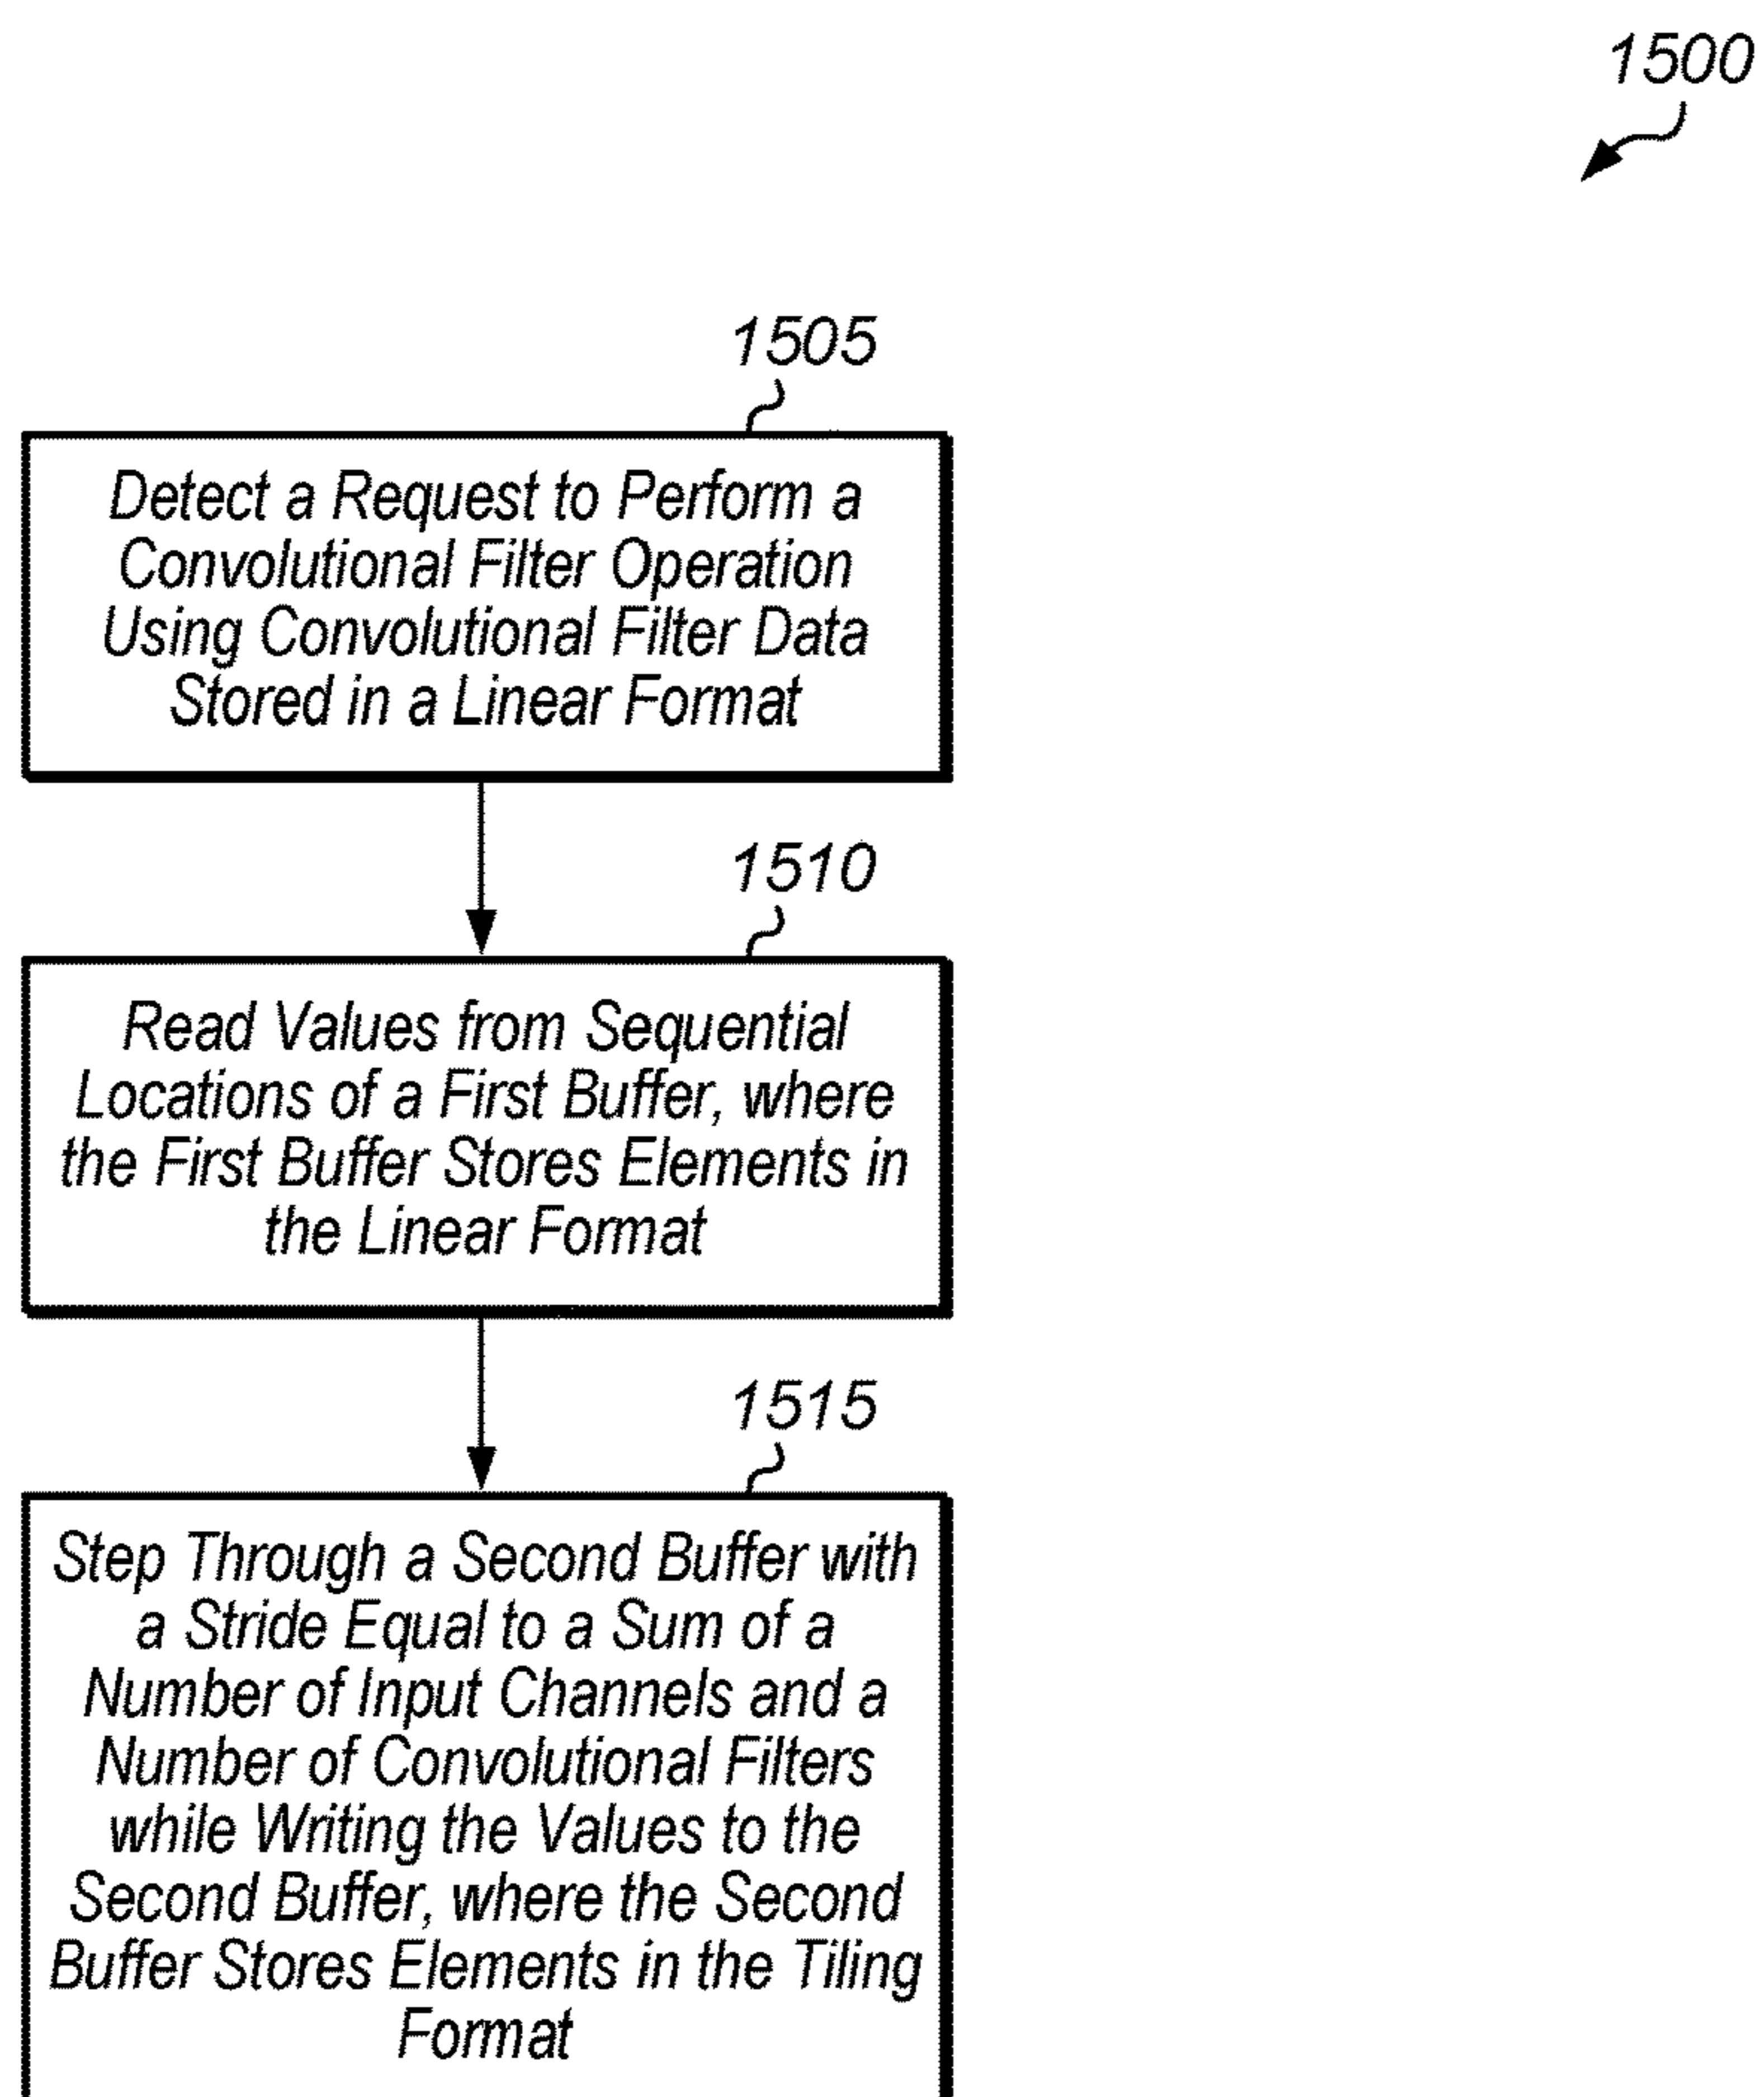 1500
1505
Detect a Request to Perform a
Convolutional Filter Operation
Using Convolutional Filter Data
Stored in a Linear Format
1510
Read Values from Sequential
Locations of a First Buffer, where
the First Buffer Stores Elements in
the Linear Format
1515
Step Through a Second Buffer with
a Stride Equal to a Sum of a
Number of Input Channels and a
Number of Convolutional Filters
while Writing the Values to the
Second Buffer, where the Second
Buffer Stores Elements in the Tiling
Format